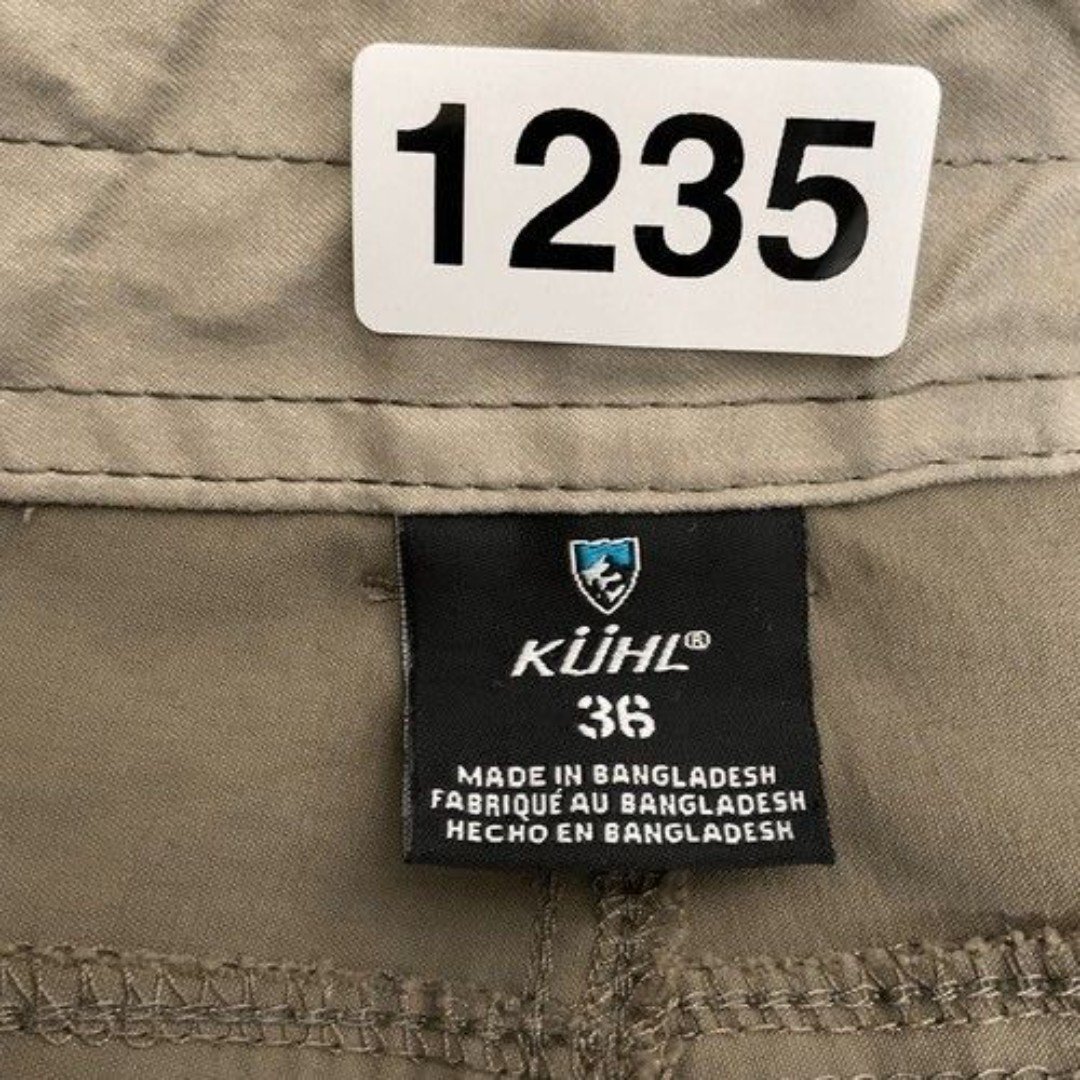 1235
KÜHL®
36
MADE IN BANGLADESH
FABRIQUÉ AU BANGLADESH
HECHO EN BANGLADESH